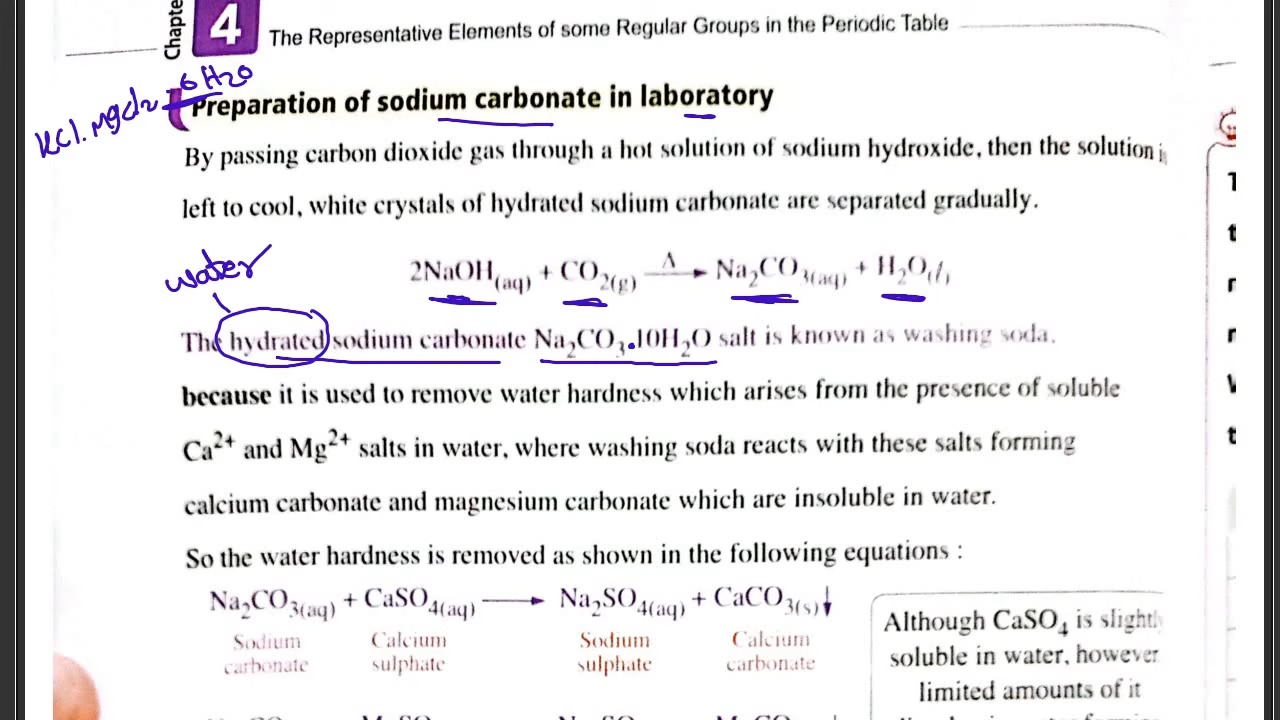 Chapte
4
The Representative Elements of some Regular Groups in the Periodic Table
KCl.MgCl2.6H2O
Preparation of sodium carbonate in laboratory
By passing carbon dioxide gas through a hot solution of sodium hydroxide, then the solution
left to cool, white crystals of hydrated sodium carbonate are separated gradually.
water
2NaOH(aq) + CO₂(g) —Δ→ Na₂CO₃(aq) + H₂O(l)
The hydrated sodium carbonate Na₂CO₃.10H₂O salt is known as washing soda.
because it is used to remove water hardness which arises from the presence of soluble
Ca²⁺ and Mg²⁺ salts in water, where washing soda reacts with these salts forming
calcium carbonate and magnesium carbonate which are insoluble in water.
So the water hardness is removed as shown in the following equations :
Na₂CO₃(aq) + CaSO₄(aq) → Na₂SO₄(aq) + CaCO₃(s)↓
Sodium Calcium Sodium Calcium
carbonate sulphate sulphate carbonate
Although CaSO₄ is slightly
soluble in water, however
limited amounts of it